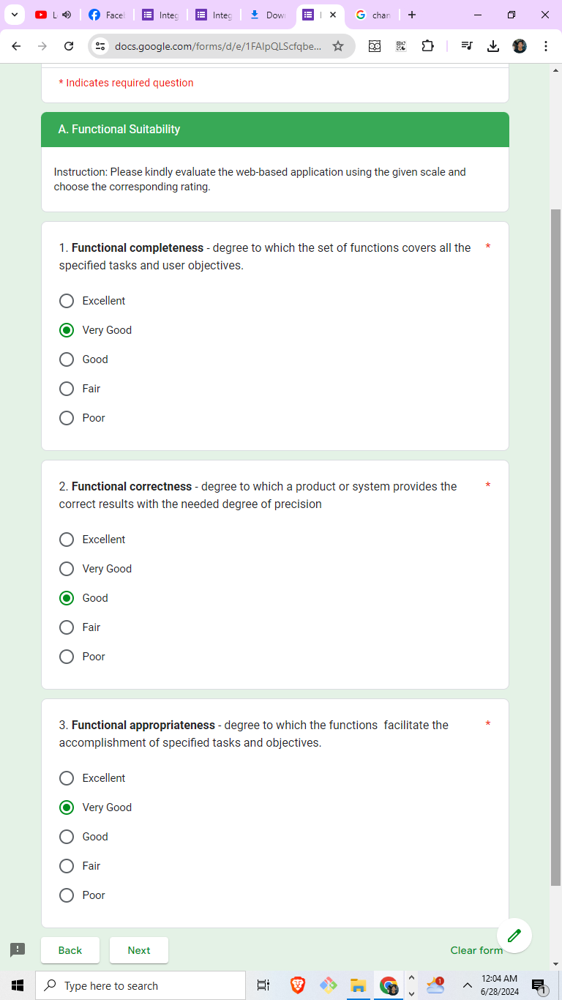 L
Face
Integ
Integ
Dow
chan
docs.google.com/forms/d/e/1FAIpQLScfqbe...
* Indicates required question
A. Functional Suitability
Instruction: Please kindly evaluate the web-based application using the given scale and
choose the corresponding rating.
1. Functional completeness - degree to which the set of functions covers all the *
specified tasks and user objectives.
Excellent
Very Good
Good
Fair
Poor
2. Functional correctness - degree to which a product or system provides the *
correct results with the needed degree of precision
Excellent
Very Good
Good
Fair
Poor
3. Functional appropriateness - degree to which the functions  facilitate the *
accomplishment of specified tasks and objectives.
Excellent
Very Good
Good
Fair
Poor
Back
Next
Clear form
Type here to search
1
12:04 AM
6/28/2024
1